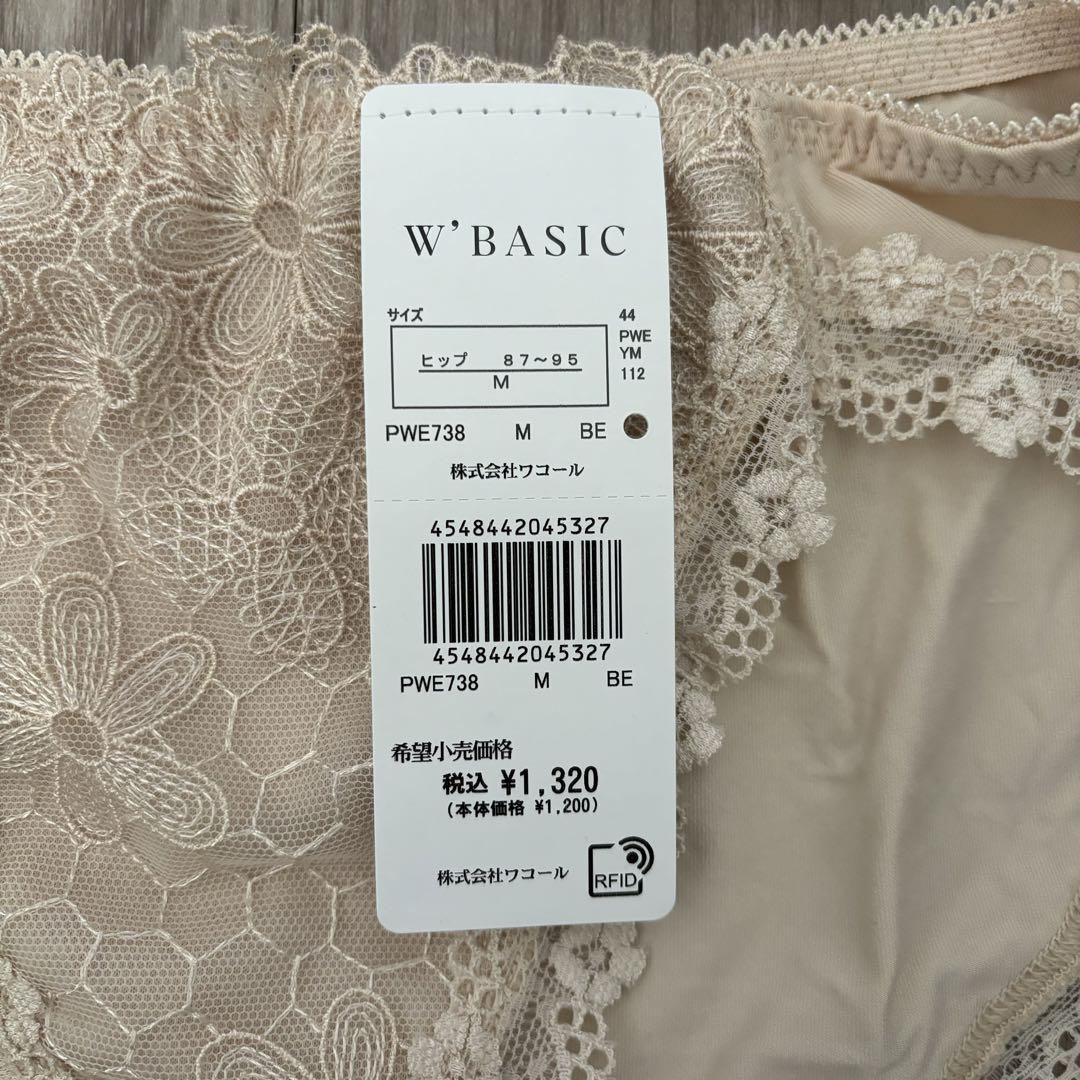 W'BASIC
サイズ
ヒップ 87〜95
M
44
PWE
YM
112
PWE738 M BE
株式会社ワコール
4548442045327
4548442045327
PWE738 M BE
希望小売価格
税込 ¥1,320
(本体価格 ¥1,200)
株式会社ワコール
RFID